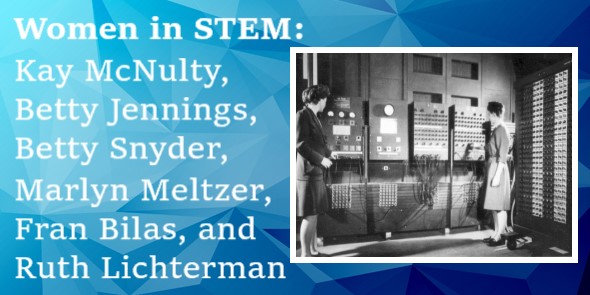 Women in STEM:
Kay McNulty,
Betty Jennings,
Betty Snyder,
Marlyn Meltzer,
Fran Bilas, and
Ruth Lichterman